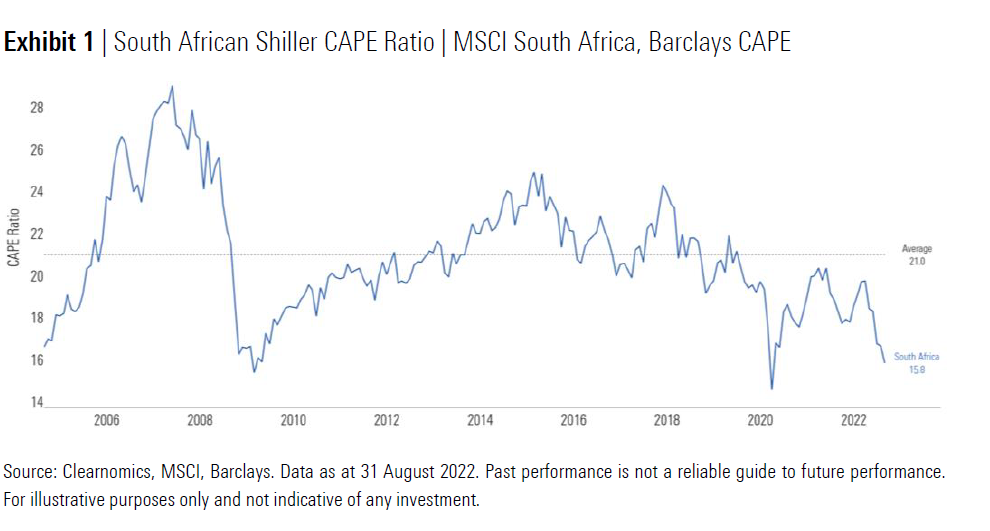 Exhibit 1 | South African Shiller CAPE Ratio | MSCI South Africa, Barclays CAPE
CAPE Ratio
28
26
24
22
20
18
16
14
Average
21.0
South Africa
15.8
2006 2008 2010 2012 2014 2016 2018 2020 2022
Source: Clearnomics, MSCI, Barclays. Data as at 31 August 2022. Past performance is not a reliable guide to future performance.
For illustrative purposes only and not indicative of any investment.